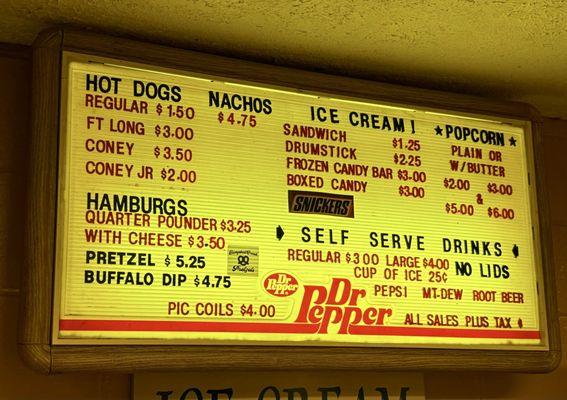 HOT DOGS
REGULAR $1.50
FT LONG $3.00
CONEY $3.50
CONEY JR $2.00
HAMBURGS
QUARTER POUNDER $3.25
WITH CHEESE $3.50
PRETZEL $5.25
BUFFALO DIP $4.75
PIC COILS $4.00
NACHOS
$4.75
ICE CREAM!
SANDWICH $1.25
DRUMSTICK $2.25
FROZEN CANDY BAR $3.00
BOXED CANDY $3.00
SNICKERS
★POPCORN★
PLAIN OR
W/BUTTER
$2.00 $3.00
&
$5.00 $6.00
SELF SERVE DRINKS
REGULAR $3.00 LARGE $4.00
CUP OF ICE 25¢
NO LIDS
PEPSI MT-DEW ROOT BEER
Dr Pepper
Dr Pepper
ALL SALES PLUS TAX
ICE CREAM